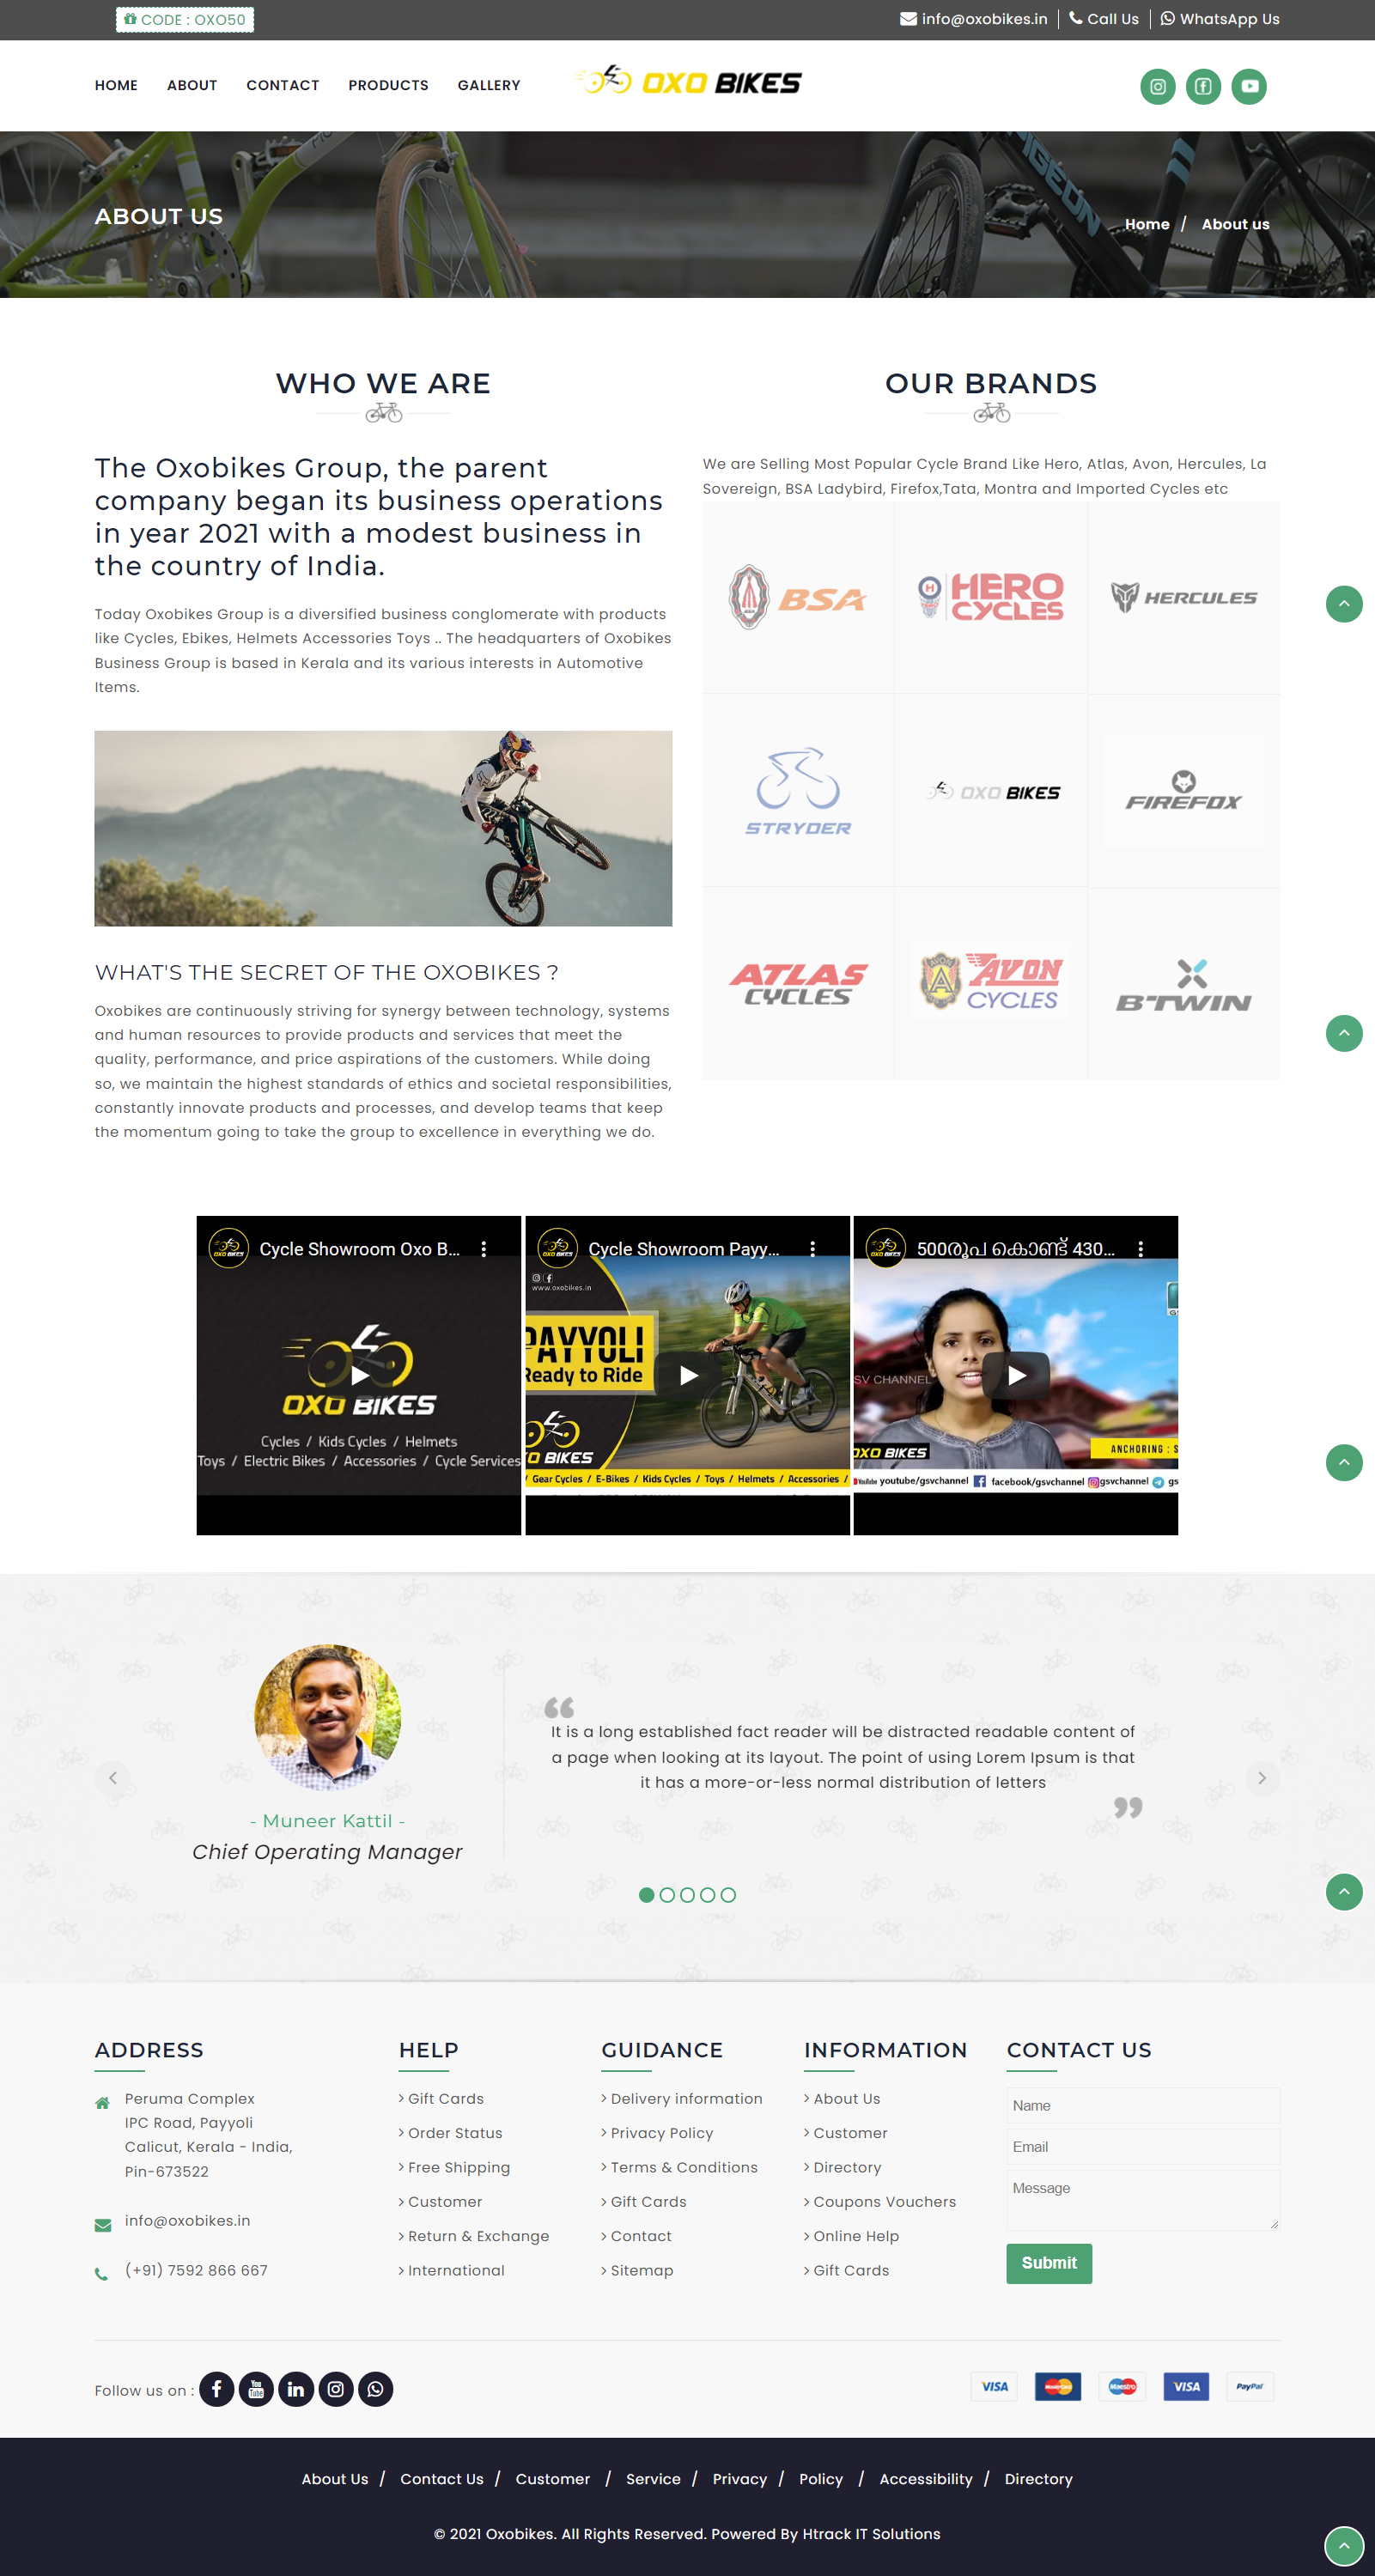 CODE : OXO50
info@oxobikes.in
Call Us
WhatsApp Us
HOME
ABOUT
CONTACT
PRODUCTS
GALLERY
OXO BIKES
PIGEON
ABOUT US
Home / About us
WHO WE ARE
The Oxobikes Group, the parent
company began its business operations
in year 2021 with a modest business in
the country of India.
Today Oxobikes Group is a diversified business conglomerate with products
like Cycles, Ebikes, Helmets Accessories Toys .. The headquarters of Oxobikes
Business Group is based in Kerala and its various interests in Automotive
Items.
WHAT'S THE SECRET OF THE OXOBIKES ?
Oxobikes are continuously striving for synergy between technology, systems
and human resources to provide products and services that meet the
quality, performance, and price aspirations of the customers. While doing
so, we maintain the highest standards of ethics and societal responsibilities,
constantly innovate products and processes, and develop teams that keep
the momentum going to take the group to excellence in everything we do.
OUR BRANDS
We are Selling Most Popular Cycle Brand Like Hero, Atlas, Avon, Hercules, La
Sovereign, BSA Ladybird, Firefox,Tata, Montra and Imported Cycles etc
BSA
HERO
CYCLES
HERCULES
STRYDER
OXO BIKES
FIREFOX
ATLAS
CYCLES
AVON
CYCLES
B'TWIN
Cycle Showroom Oxo B...
OXO BIKES
Cycles / Kids Cycles / Helmets
Toys / Electric Bikes / Accessories / Cycle Services
Cycle Showroom Payy...
www.oxobikes.in
PAYYOLI
Ready to Ride
XO BIKES
/ Gear Cycles / E-Bikes / Kids Cycles / Toys / Helmets / Accessories /
500രൂപ കൊണ്ട് 430...
SV CHANNEL
OXO BIKES
ANCHORING : S
YouTube youtube/gsvchannel facebook/gsvchannel @gsvchannel gs
It is a long established fact reader will be distracted readable content of
a page when looking at its layout. The point of using Lorem Ipsum is that
it has a more-or-less normal distribution of letters
- Muneer Kattil -
Chief Operating Manager
ADDRESS
Peruma Complex
IPC Road, Payyoli
Calicut, Kerala - India,
Pin-673522
info@oxobikes.in
(+91) 7592 866 667
HELP
Gift Cards
Order Status
Free Shipping
Customer
Return & Exchange
International
GUIDANCE
Delivery information
Privacy Policy
Terms & Conditions
Gift Cards
Contact
Sitemap
INFORMATION
About Us
Customer
Directory
Coupons Vouchers
Online Help
Gift Cards
CONTACT US
Name
Email
Message
Submit
Follow us on :
You
Tube
VISA
MasterCard
Maestro
VISA
PayPal
About Us / Contact Us / Customer / Service / Privacy / Policy / Accessibility / Directory
© 2021 Oxobikes. All Rights Reserved. Powered By Htrack IT Solutions